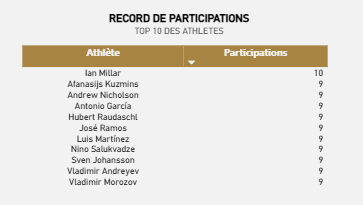 RECORD DE PARTICIPATIONS
TOP 10 DES ATHLETES
Athlète Participations
Ian Millar 10
Afanasijs Kuzmins 9
Andrew Nicholson 9
Antonio García 9
Hubert Raudaschl 9
José Ramos 9
Luis Martínez 9
Nino Salukvadze 9
Sven Johansson 9
Vladimir Andreyev 9
Vladimir Morozov 9